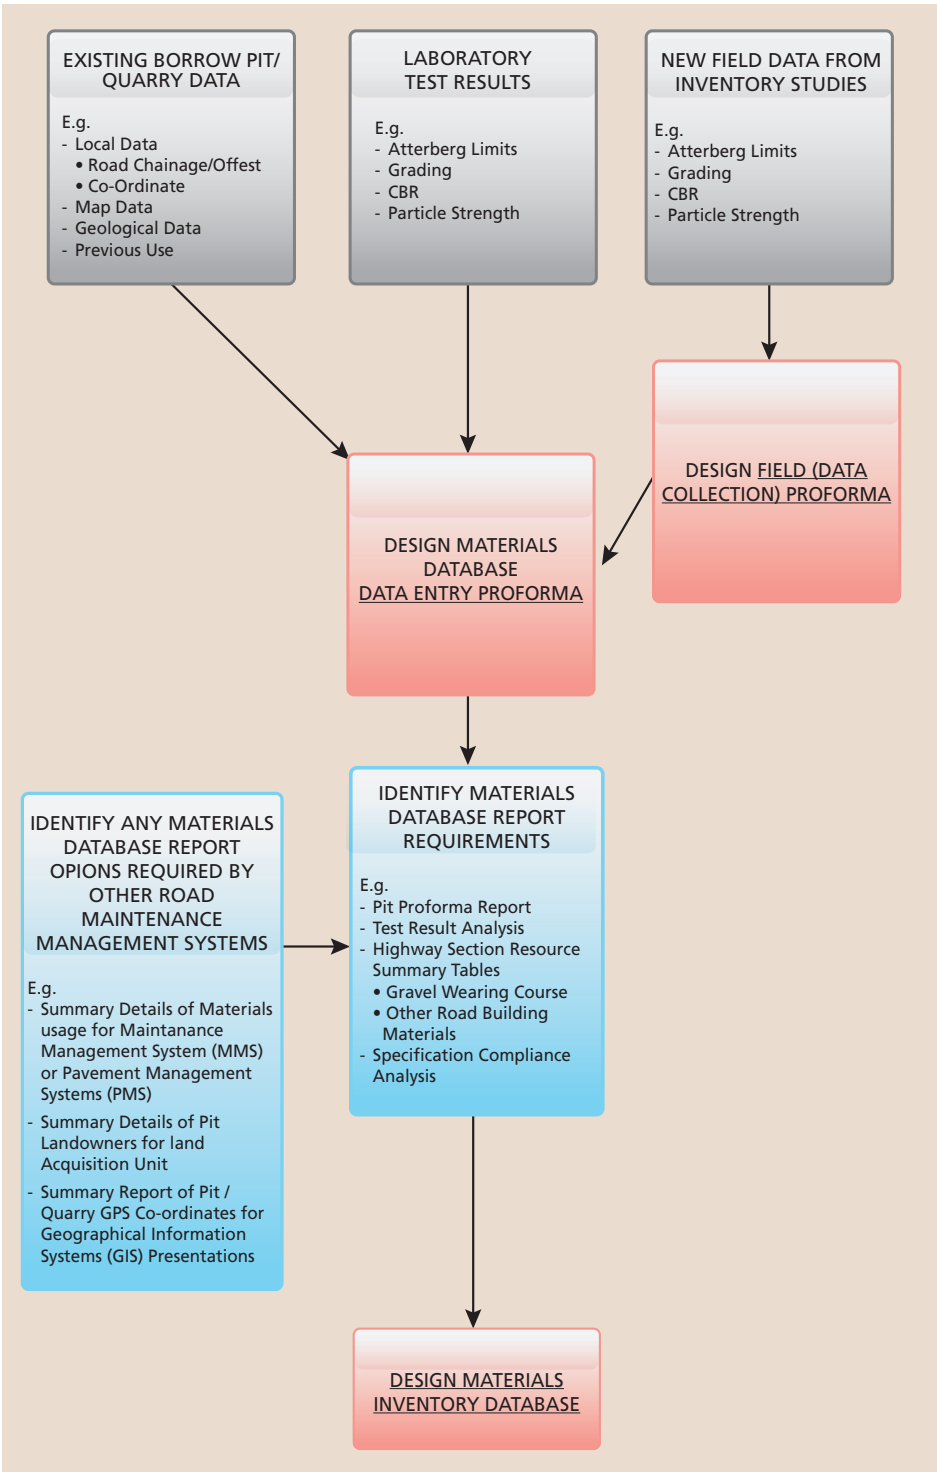 EXISTING BORROW PIT/
QUARRY DATA
E.g.
- Local Data
• Road Chainage/Offest
• Co-Ordinate
- Map Data
- Geological Data
- Previous Use
LABORATORY
TEST RESULTS
E.g.
- Atterberg Limits
- Grading
- CBR
- Particle Strength
NEW FIELD DATA FROM
INVENTORY STUDIES
E.g.
- Atterberg Limits
- Grading
- CBR
- Particle Strength
DESIGN FIELD (DATA
COLLECTION) PROFORMA
DESIGN MATERIALS
DATABASE
DATA ENTRY PROFORMA
IDENTIFY ANY MATERIALS
DATABASE REPORT
OPIONS REQUIRED BY
OTHER ROAD
MAINTENANCE
MANAGEMENT SYSTEMS
E.g.
- Summary Details of Materials
usage for Maintanance
Management System (MMS)
or Pavement Management
Systems (PMS)
- Summary Details of Pit
Landowners for land
Acquisition Unit
- Summary Report of Pit /
Quarry GPS Co-ordinates for
Geographical Information
Systems (GIS) Presentations
IDENTIFY MATERIALS
DATABASE REPORT
REQUIREMENTS
E.g.
- Pit Proforma Report
- Test Result Analysis
- Highway Section Resource
Summary Tables
• Gravel Wearing Course
• Other Road Building
Materials
- Specification Compliance
Analysis
DESIGN MATERIALS
INVENTORY DATABASE